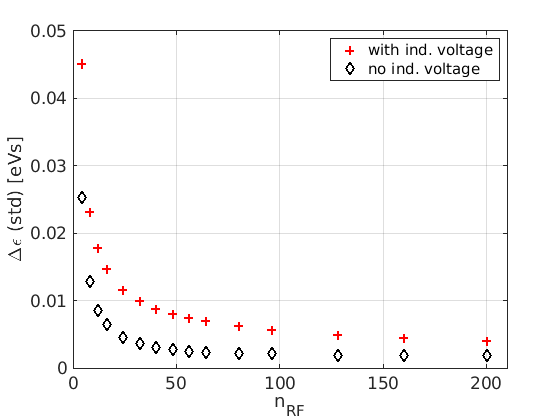 0.05
with ind. voltage
no ind. voltage
0.04
0.03
0.02
0.01
0
Δϵ (std) [eVs]
0 50 100 150 200
n_RF